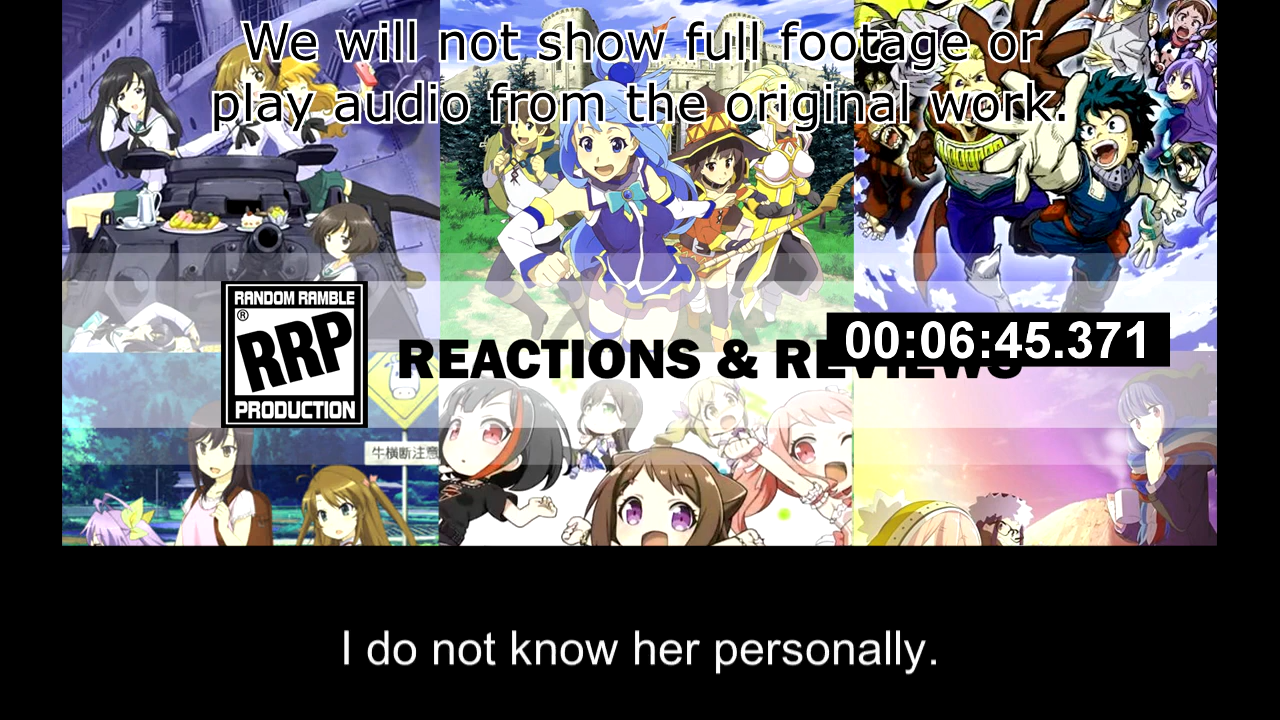 We will not show full footage or
play audio from the original work.
RANDOM RAMBLE
®
RRP
PRODUCTION
REACTIONS & REVIEWS
00:06:45.371
牛横断注意
I do not know her personally.